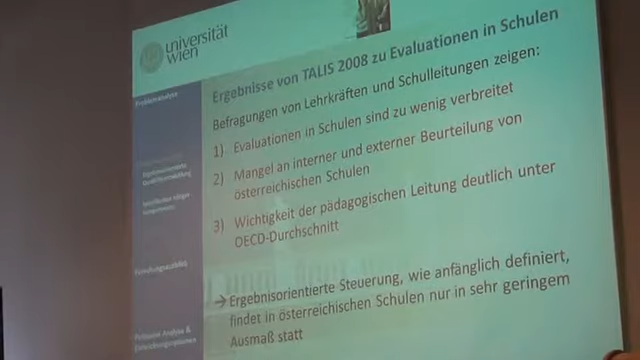 universität
wien
Ergebnisse von TALIS 2008 zu Evaluationen in Schulen
Befragungen von Lehrkräften und Schulleitungen zeigen:
1) Evaluationen in Schulen sind zu wenig verbreitet
2) Mangel an interner und externer Beurteilung von
österreichischen Schulen
3) Wichtigkeit der pädagogischen Leitung deutlich unter
OECD-Durchschnitt
→ Ergebnisorientierte Steuerung, wie anfänglich definiert,
findet in österreichischen Schulen nur in sehr geringem
Ausmaß statt
Problemanalyse
Ergebnisorientierte
Forschungsausblick